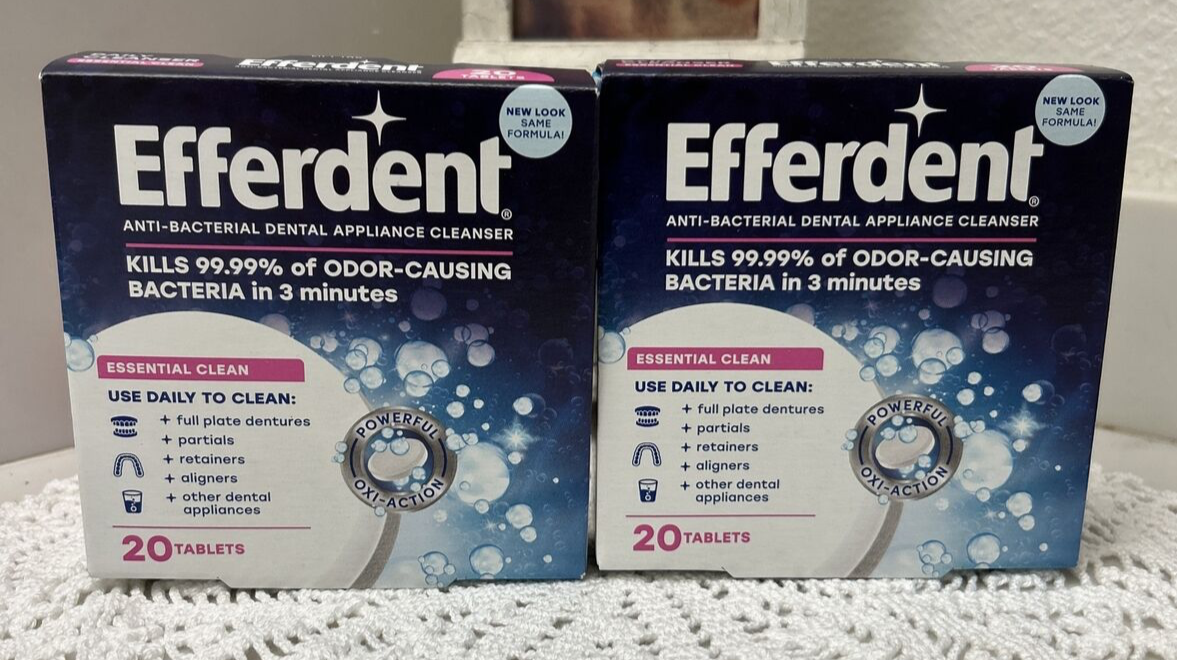 Efferdent
20
TABLETS
NEW LOOK
SAME
FORMULA!
Efferdent®
ANTI-BACTERIAL DENTAL APPLIANCE CLEANSER
KILLS 99.99% of ODOR-CAUSING
BACTERIA in 3 minutes
ESSENTIAL CLEAN
USE DAILY TO CLEAN:
+ full plate dentures
+ partials
+ retainers
+ aligners
+ other dental
appliances
POWERFUL
OXI-ACTION
20 TABLETS
Efferdent
NEW LOOK
SAME
FORMULA!
Efferdent®
ANTI-BACTERIAL DENTAL APPLIANCE CLEANSER
KILLS 99.99% of ODOR-CAUSING
BACTERIA in 3 minutes
ESSENTIAL CLEAN
USE DAILY TO CLEAN:
+ full plate dentures
+ partials
+ retainers
+ aligners
+ other dental
appliances
POWERFUL
OXI-ACTION
20 TABLETS